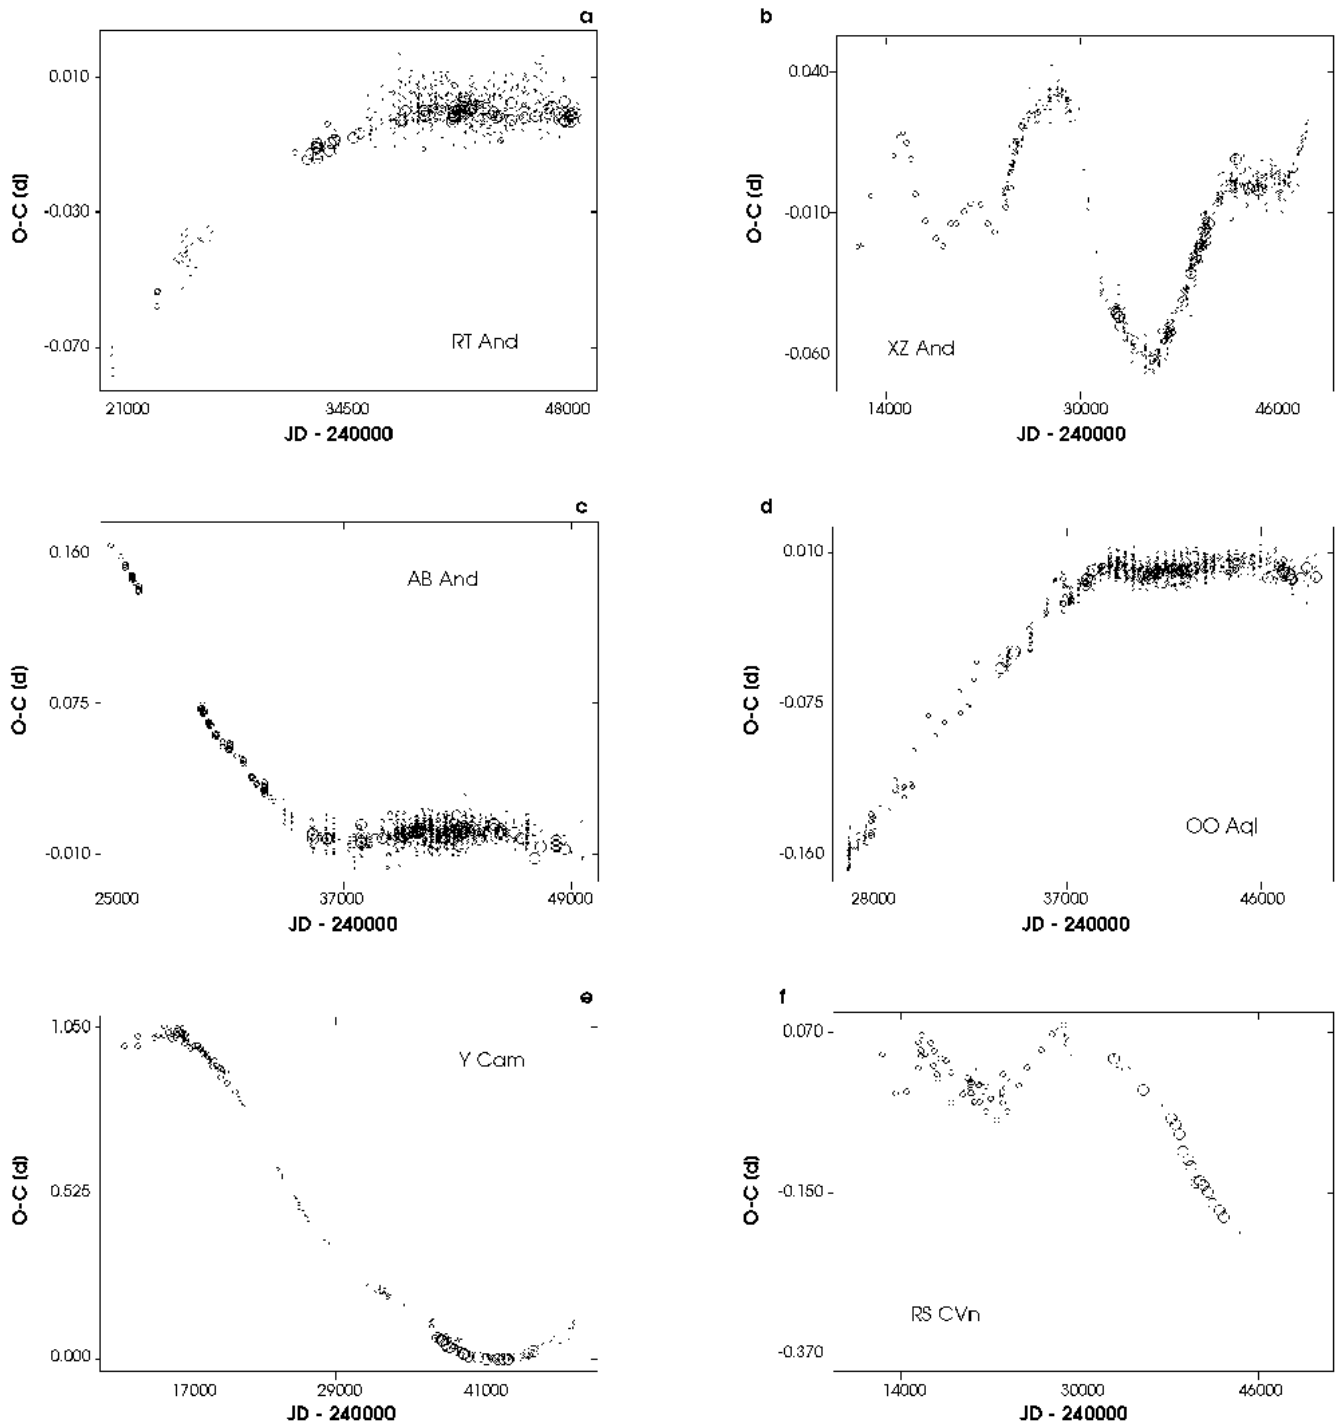 a
0.010
-0.030
-0.070
O-C (d)
RT And
21000 34500 48000
JD - 240000
b
0.040
-0.010
-0.060
O-C (d)
XZ And
14000 30000 46000
JD - 240000
c
0.160
0.075
-0.010
O-C (d)
AB And
25000 37000 49000
JD - 240000
d
0.010
-0.075
-0.160
O-C (d)
OO Aql
28000 37000 46000
JD - 240000
e
1.050
0.525
0.000
O-C (d)
Y Cam
17000 29000 41000
JD - 240000
f
0.070
-0.150
-0.370
O-C (d)
RS CVn
14000 30000 46000
JD - 240000